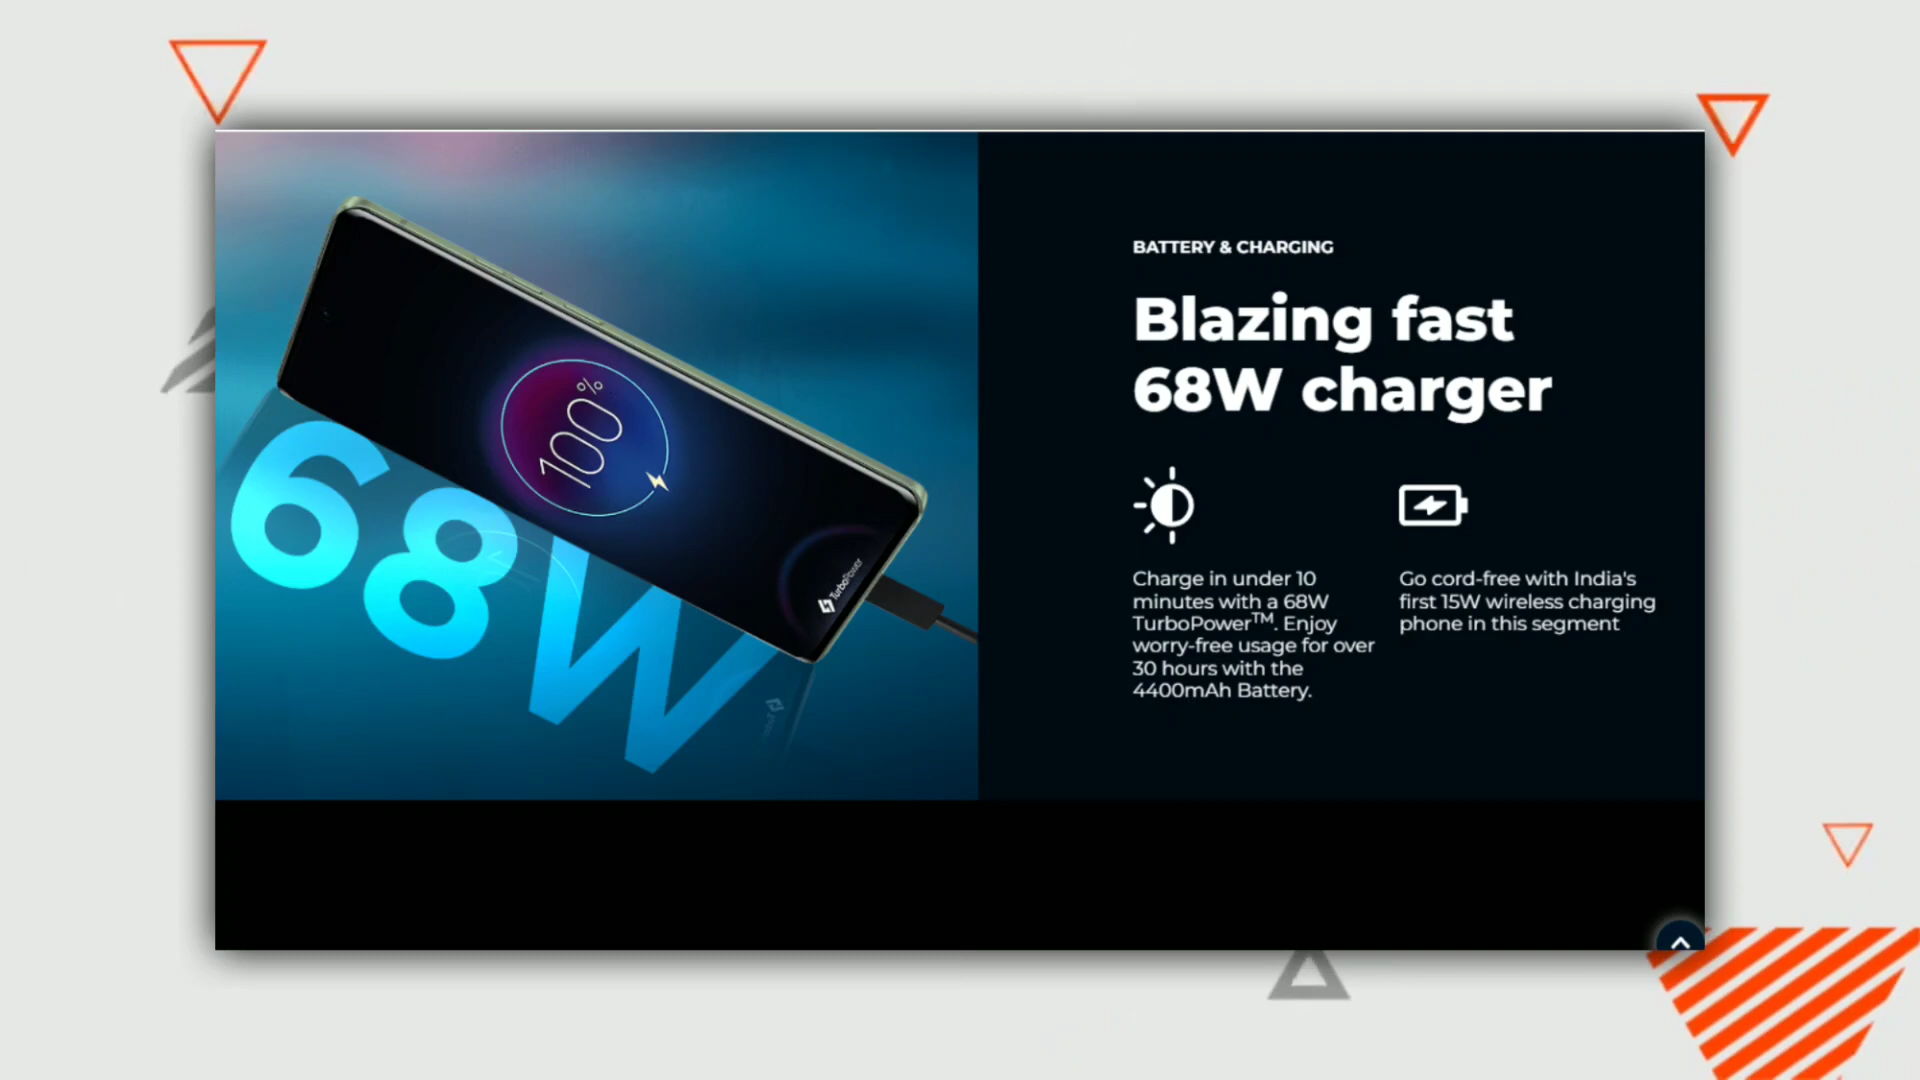 100%
TurboPower
68W
BATTERY & CHARGING
Blazing fast
68W charger
Charge in under 10
minutes with a 68W
TurboPower™. Enjoy
worry-free usage for over
30 hours with the
4400mAh Battery.
Go cord-free with India's
first 15W wireless charging
phone in this segment